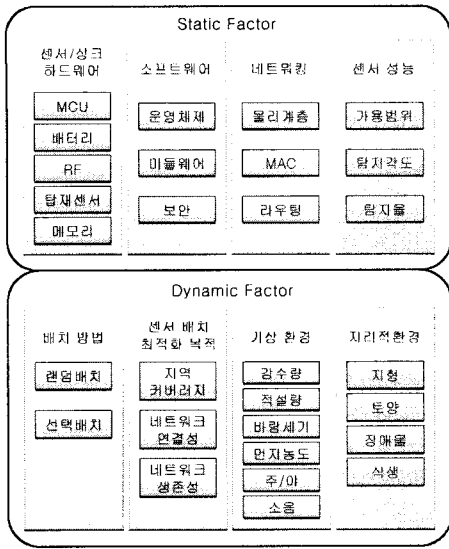 Static Factor
센서/싱크
하드웨어
MCU
배터리
RF
탑재센서
메모리
소프트웨어
운영체제
미들웨어
보안
네트워킹
물리계층
MAC
라우팅
센서 성능
가용범위
탐지각도
탐지율
Dynamic Factor
배치 방법
랜덤배치
선택배치
센서 배치
최적화 목적
지역
커버러지
네트워크
연결성
네트워크
생존성
기상 환경
강수량
적설량
바람세기
먼지농도
주/야
소음
지리적환경
지형
토양
장애물
식생